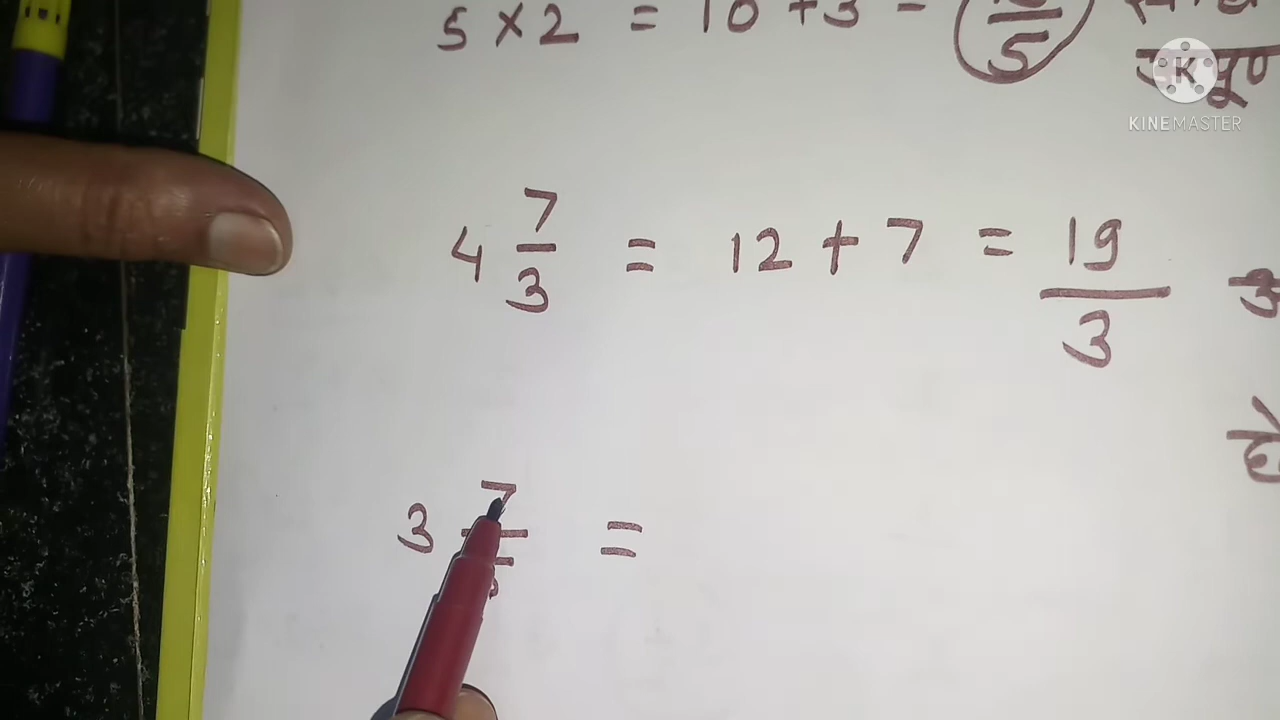 5 × 2 = 10 + 3 =
K
KINEMASTER
4 7/3 = 12 + 7 = 19/3
3 7/ =